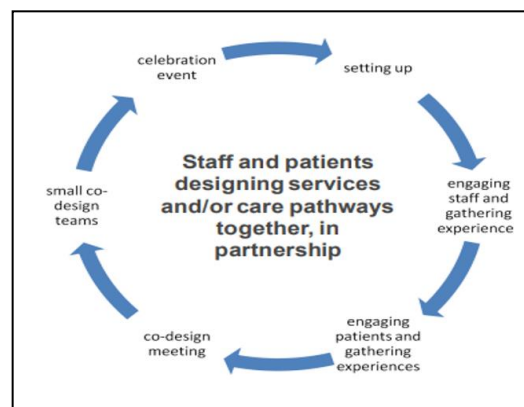 celebration
event
setting up
Staff and patients
designing services
and/or care pathways
together, in
partnership
small co-
design teams
engaging
staff and
gathering
experience
co-design
meeting
engaging
patients and
gathering
experiences